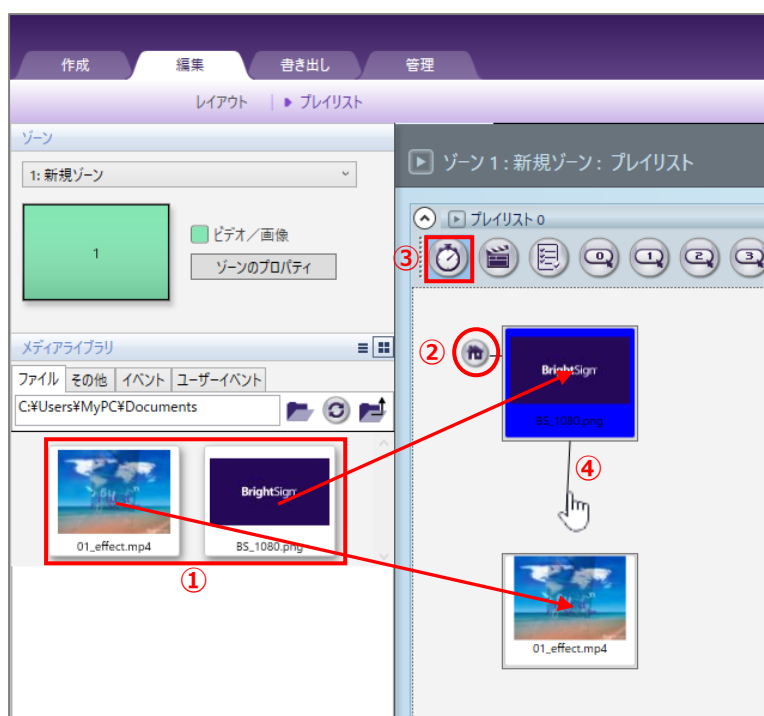 作成 編集 書き出し 管理
レイアウト プレイリスト
ゾーン
1: 新規ゾーン
1
ビデオ／画像
ゾーンのプロパティ
メディアライブラリ
ファイル その他 イベント ユーザーイベント
C:¥Users¥MyPC¥Documents
BrightSign
01_effect.mp4 BS_1080.png
①
ゾーン 1 : 新規ゾーン : プレイリスト
プレイリスト 0
③
0 1 2 3
②
BrightSign
BS_1080.png
④
01_effect.mp4